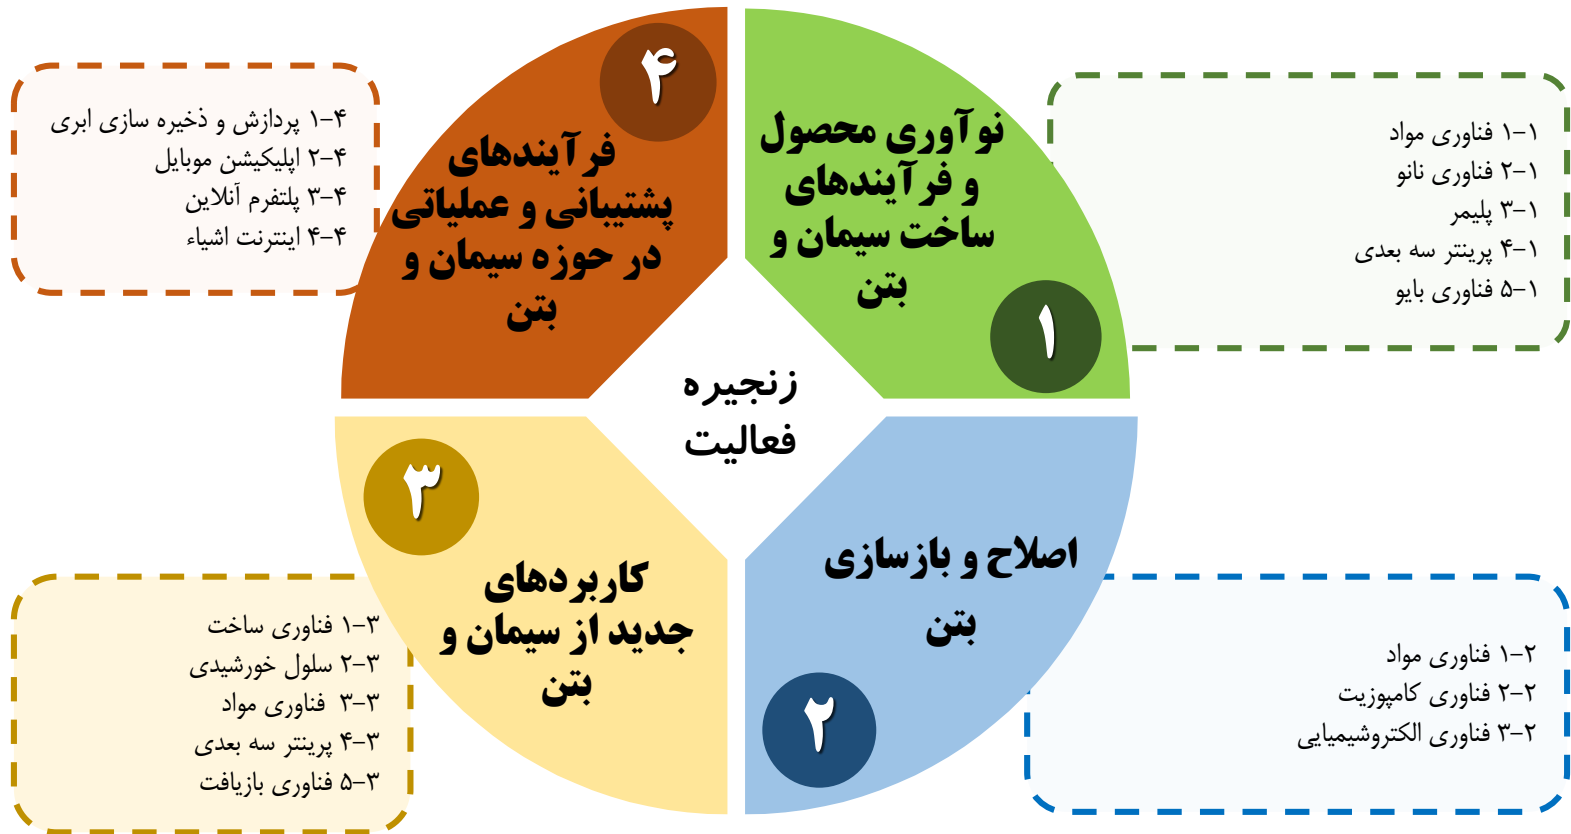 زنجیره
فعالیت
۱
نوآوری محصول
و فرآیندهای
ساخت سیمان و
بتن
۱-۱ فناوری مواد
۲-۱ فناوری نانو
۳-۱ پلیمر
۴-۱ پرینتر سه بعدی
۵-۱ فناوری بایو
۲
اصلاح و بازسازی
بتن
۱-۲ فناوری مواد
۲-۲ فناوری کامپوزیت
۳-۲ فناوری الکتروشیمیایی
۳
کاربردهای
جدید از سیمان و
بتن
۱-۳ فناوری ساخت
۲-۳ سلول خورشیدی
۳-۳ فناوری مواد
۴-۳ پرینتر سه بعدی
۵-۳ فناوری بازیافت
۴
فرآیندهای
پشتیبانی و عملیاتی
در حوزه سیمان و
بتن
۱-۴ پردازش و ذخیره سازی ابری
۲-۴ اپلیکیشن موبایل
۳-۴ پلتفرم آنلاین
۴-۴ اینترنت اشیاء